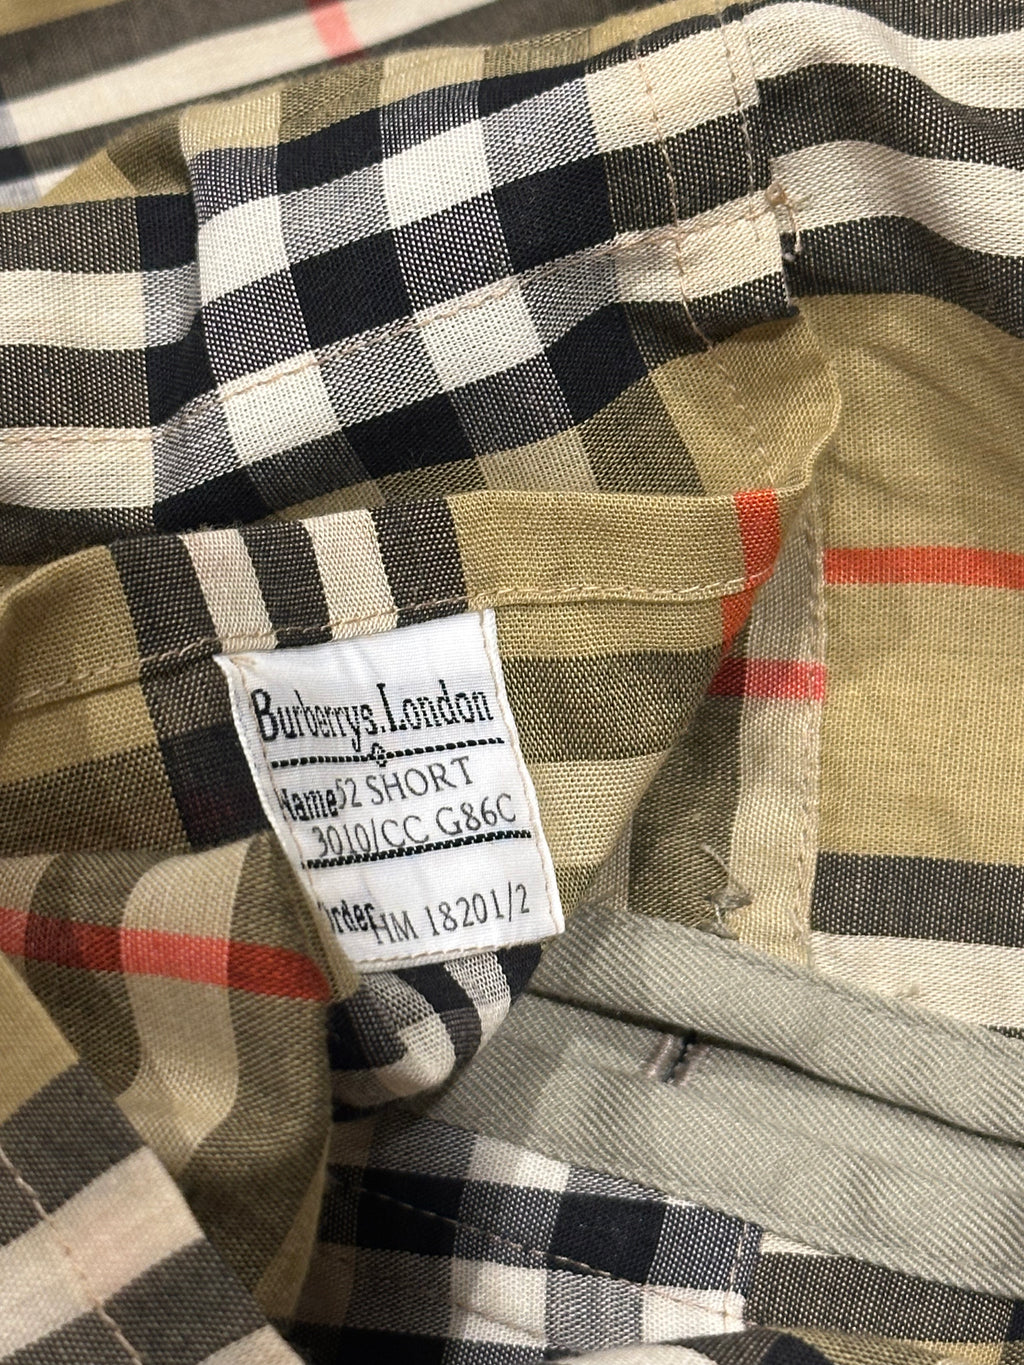 Burberrys.London
Name 52 SHORT
3010/CC G86C
Order HM 18201/2